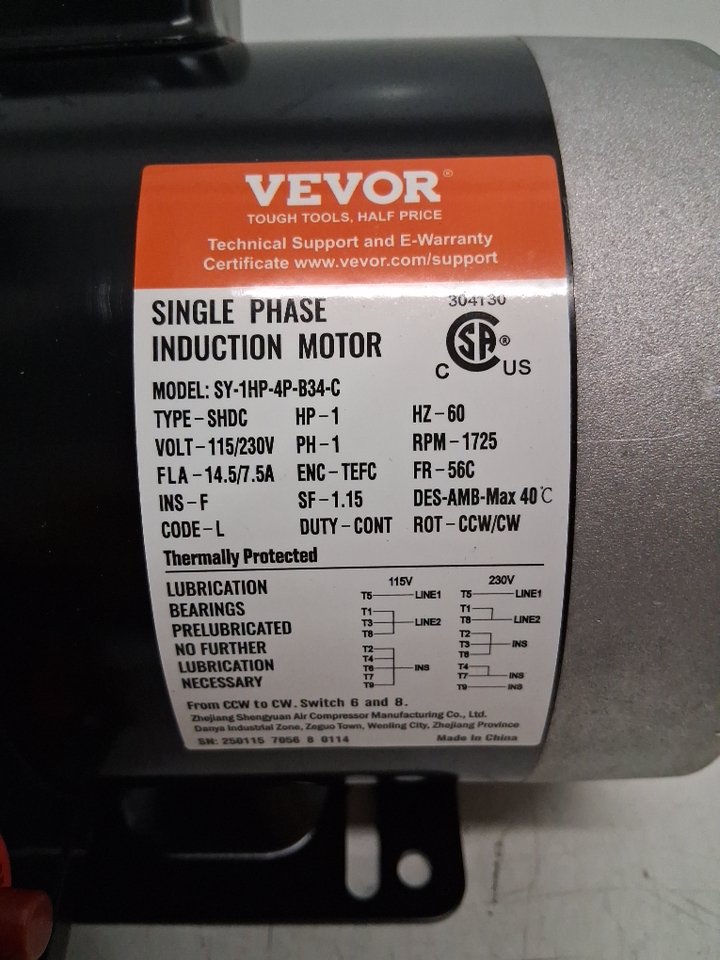 VEVOR®
TOUGH TOOLS, HALF PRICE
Technical Support and E-Warranty
Certificate www.vevor.com/support
SINGLE PHASE
INDUCTION MOTOR
304130
CSA®
C US
MODEL: SY-1HP-4P-B34-C
TYPE-SHDC HP-1 HZ-60
VOLT-115/230V PH-1 RPM-1725
FLA-14.5/7.5A ENC-TEFC FR-56C
INS-F SF-1.15 DES-AMB-Max 40℃
CODE-L DUTY-CONT ROT-CCW/CW
Thermally Protected
LUBRICATION
BEARINGS
PRELUBRICATED
NO FURTHER
LUBRICATION
NECESSARY
115V
T5 LINE1
T1
T3 LINE2
T8
T2
T4
T6 INS
T7
T9
230V
T5 LINE1
T1
T8 LINE2
T2
T3 INS
T6
T4
T7 INS
T9 INS
From CCW to CW. Switch 6 and 8.
Zhejiang Shengyuan Air Compressor Manufacturing Co., Ltd.
Danya Industrial Zone, Zeguo Town, Wenling City, Zhejiang Province
SN: 250115 7056 8 0114 Made in China